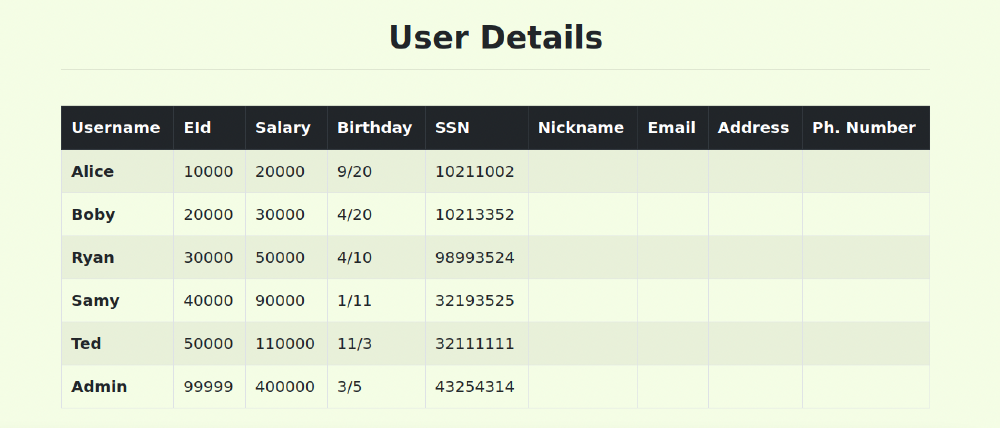 User Details
Username EId Salary Birthday SSN Nickname Email Address Ph. Number
Alice 10000 20000 9/20 10211002
Boby 20000 30000 4/20 10213352
Ryan 30000 50000 4/10 98993524
Samy 40000 90000 1/11 32193525
Ted 50000 110000 11/3 32111111
Admin 99999 400000 3/5 43254314